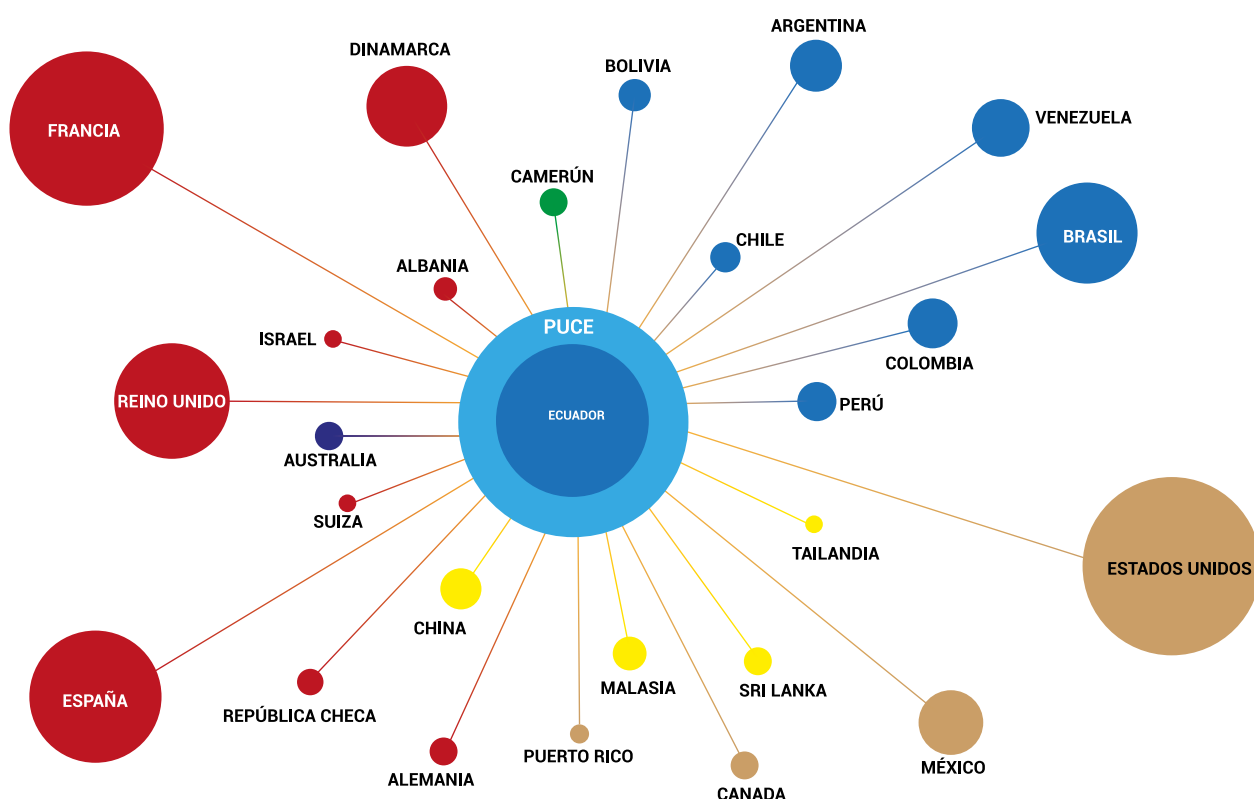 ARGENTINA
DINAMARCA
BOLIVIA
VENEZUELA
FRANCIA
CAMERÚN
BRASIL
CHILE
ALBANIA
PUCE
ISRAEL
COLOMBIA
REINO UNIDO
PERÚ
ECUADOR
AUSTRALIA
SUIZA
TAILANDIA
ESTADOS UNIDOS
CHINA
MALASIA
SRI LANKA
ESPAÑA
REPÚBLICA CHECA
PUERTO RICO
MÉXICO
ALEMANIA
CANADA